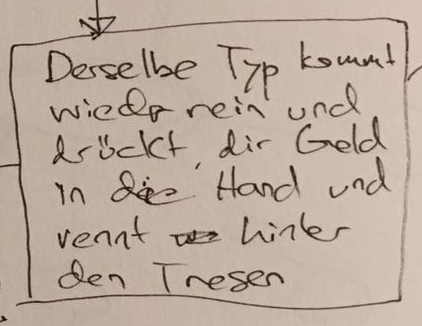 Derselbe Typ kommt
wieder rein und
drückt dir Geld
in die Hand und
rennt hinter
den Tresen